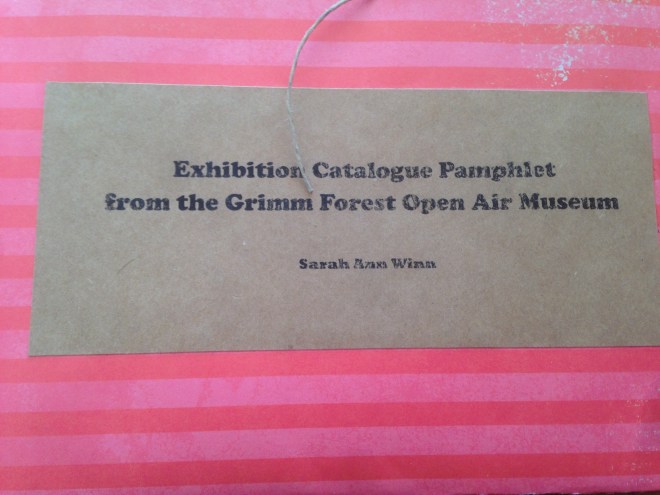 Exhibition Catalogue Pamphlet
from the Grimm Forest Open Air Museum
Sarah Ann Winn